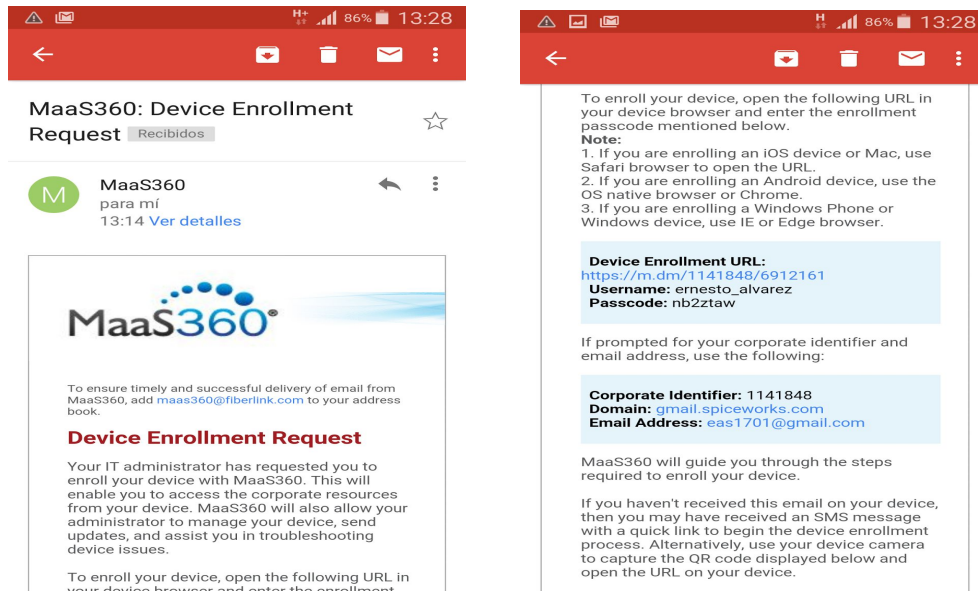 H+ 86% 13:28
MaaS360: Device Enrollment
Request Recibidos
M
MaaS360
para mí
13:14 Ver detalles
MaaS360®
To ensure timely and successful delivery of email from
MaaS360, add maas360@fiberlink.com to your address
book.
Device Enrollment Request
Your IT administrator has requested you to
enroll your device with MaaS360. This will
enable you to access the corporate resources
from your device. MaaS360 will also allow your
administrator to manage your device, send
updates, and assist you in troubleshooting
device issues.
To enroll your device, open the following URL in
your device browser and enter the enrollment
H 86% 13:28
To enroll your device, open the following URL in
your device browser and enter the enrollment
passcode mentioned below.
Note:
1. If you are enrolling an iOS device or Mac, use
Safari browser to open the URL.
2. If you are enrolling an Android device, use the
OS native browser or Chrome.
3. If you are enrolling a Windows Phone or
Windows device, use IE or Edge browser.
Device Enrollment URL:
https://m.dm/1141848/6912161
Username: ernesto_alvarez
Passcode: nb2ztaw
If prompted for your corporate identifier and
email address, use the following:
Corporate Identifier: 1141848
Domain: gmail.spiceworks.com
Email Address: eas1701@gmail.com
MaaS360 will guide you through the steps
required to enroll your device.
If you haven't received this email on your device,
then you may have received an SMS message
with a quick link to begin the device enrollment
process. Alternatively, use your device camera
to capture the QR code displayed below and
open the URL on your device.